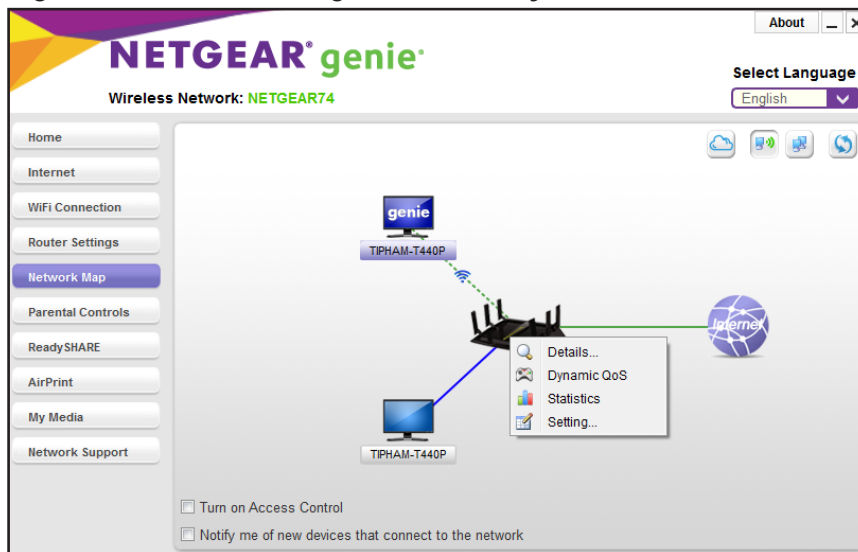 About
NETGEAR® genie®
Select Language
Wireless Network: NETGEAR74
English
Home
Internet
WiFi Connection
Router Settings
Network Map
Parental Controls
ReadySHARE
AirPrint
My Media
Network Support
genie
TIPHAM-T440P
Internet
Details...
Dynamic QoS
Statistics
Setting...
TIPHAM-T440P
Turn on Access Control
Notify me of new devices that connect to the network